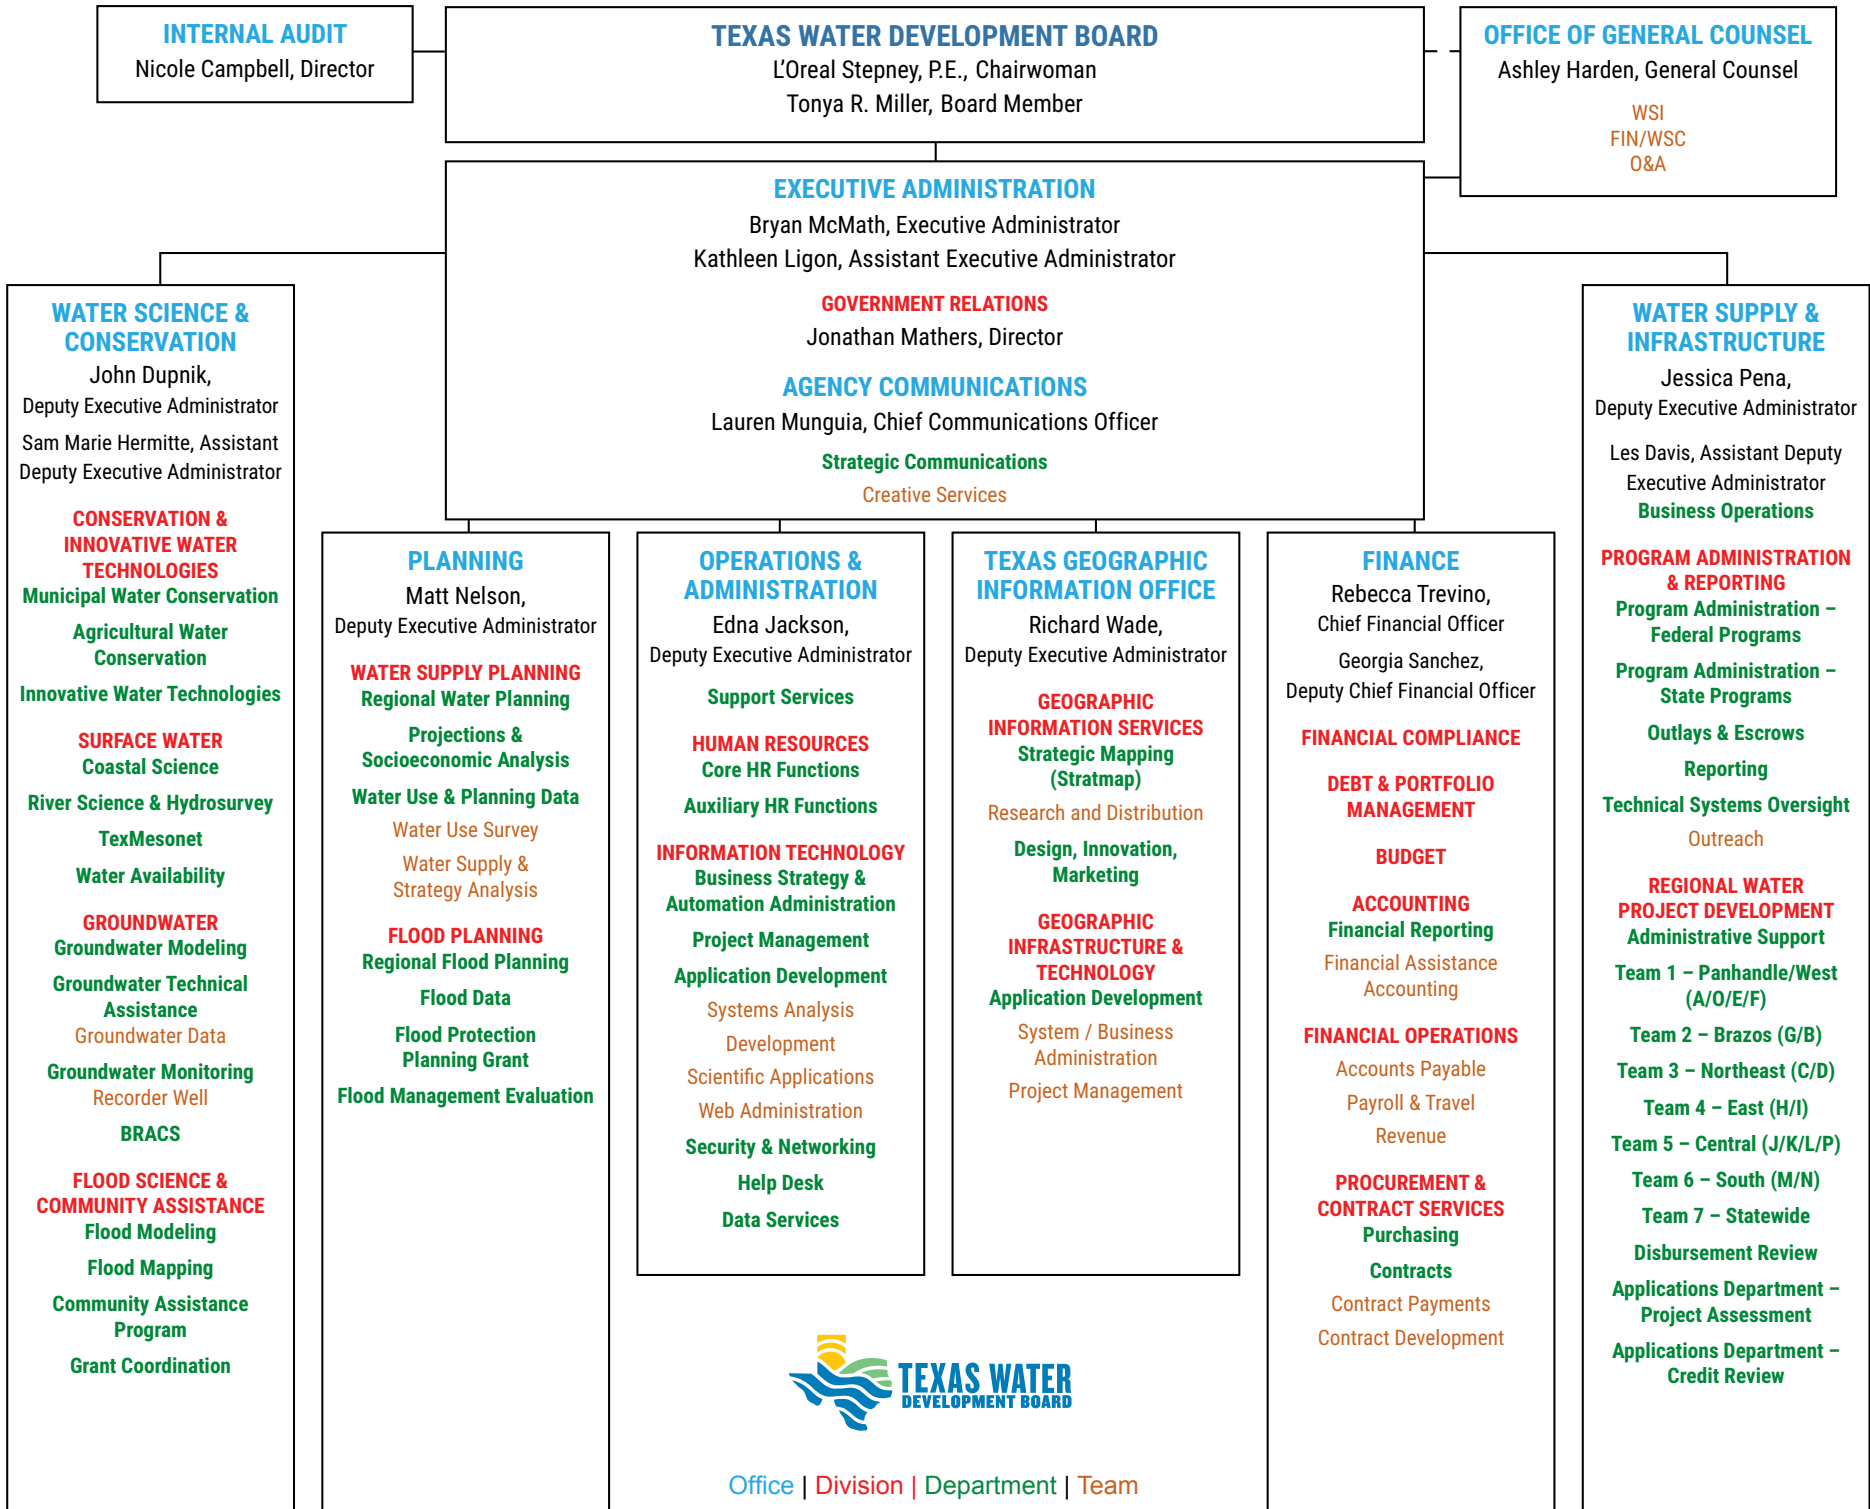 INTERNAL AUDIT
Nicole Campbell, Director
TEXAS WATER DEVELOPMENT BOARD
L'Oreal Stepney, P.E., Chairwoman
Tonya R. Miller, Board Member
OFFICE OF GENERAL COUNSEL
Ashley Harden, General Counsel
WSI
FIN/WSC
O&A
EXECUTIVE ADMINISTRATION
Bryan McMath, Executive Administrator
Kathleen Ligon, Assistant Executive Administrator
GOVERNMENT RELATIONS
Jonathan Mathers, Director
AGENCY COMMUNICATIONS
Lauren Munguia, Chief Communications Officer
Strategic Communications
Creative Services
WATER SCIENCE &
CONSERVATION
John Dupnik,
Deputy Executive Administrator
Sam Marie Hermitte, Assistant
Deputy Executive Administrator
CONSERVATION &
INNOVATIVE WATER
TECHNOLOGIES
Municipal Water Conservation
Agricultural Water
Conservation
Innovative Water Technologies
SURFACE WATER
Coastal Science
River Science & Hydrosurvey
TexMesonet
Water Availability
GROUNDWATER
Groundwater Modeling
Groundwater Technical
Assistance
Groundwater Data
Groundwater Monitoring
Recorder Well
BRACS
FLOOD SCIENCE &
COMMUNITY ASSISTANCE
Flood Modeling
Flood Mapping
Community Assistance
Program
Grant Coordination
PLANNING
Matt Nelson,
Deputy Executive Administrator
WATER SUPPLY PLANNING
Regional Water Planning
Projections &
Socioeconomic Analysis
Water Use & Planning Data
Water Use Survey
Water Supply &
Strategy Analysis
FLOOD PLANNING
Regional Flood Planning
Flood Data
Flood Protection
Planning Grant
Flood Management Evaluation
OPERATIONS &
ADMINISTRATION
Edna Jackson,
Deputy Executive Administrator
Support Services
HUMAN RESOURCES
Core HR Functions
Auxiliary HR Functions
INFORMATION TECHNOLOGY
Business Strategy &
Automation Administration
Project Management
Application Development
Systems Analysis
Development
Scientific Applications
Web Administration
Security & Networking
Help Desk
Data Services
TEXAS GEOGRAPHIC
INFORMATION OFFICE
Richard Wade,
Deputy Executive Administrator
GEOGRAPHIC
INFORMATION SERVICES
Strategic Mapping
(Stratmap)
Research and Distribution
Design, Innovation,
Marketing
GEOGRAPHIC
INFRASTRUCTURE &
TECHNOLOGY
Application Development
System / Business
Administration
Project Management
FINANCE
Rebecca Trevino,
Chief Financial Officer
Georgia Sanchez,
Deputy Chief Financial Officer
FINANCIAL COMPLIANCE
DEBT & PORTFOLIO
MANAGEMENT
BUDGET
ACCOUNTING
Financial Reporting
Financial Assistance
Accounting
FINANCIAL OPERATIONS
Accounts Payable
Payroll & Travel
Revenue
PROCUREMENT &
CONTRACT SERVICES
Purchasing
Contracts
Contract Payments
Contract Development
WATER SUPPLY &
INFRASTRUCTURE
Jessica Pena,
Deputy Executive Administrator
Les Davis, Assistant Deputy
Executive Administrator
Business Operations
PROGRAM ADMINISTRATION
& REPORTING
Program Administration –
Federal Programs
Program Administration –
State Programs
Outlays & Escrows
Reporting
Technical Systems Oversight
Outreach
REGIONAL WATER
PROJECT DEVELOPMENT
Administrative Support
Team 1 – Panhandle/West
(A/O/E/F)
Team 2 – Brazos (G/B)
Team 3 – Northeast (C/D)
Team 4 – East (H/I)
Team 5 – Central (J/K/L/P)
Team 6 – South (M/N)
Team 7 – Statewide
Disbursement Review
Applications Department –
Project Assessment
Applications Department –
Credit Review
TEXAS WATER
DEVELOPMENT BOARD
Office | Division | Department | Team